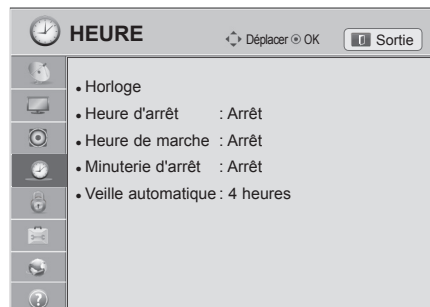 HEURE
Déplacer OK
Sortie
• Horloge
• Heure d'arrêt : Arrêt
• Heure de marche : Arrêt
• Minuterie d'arrêt : Arrêt
• Veille automatique : 4 heures
?